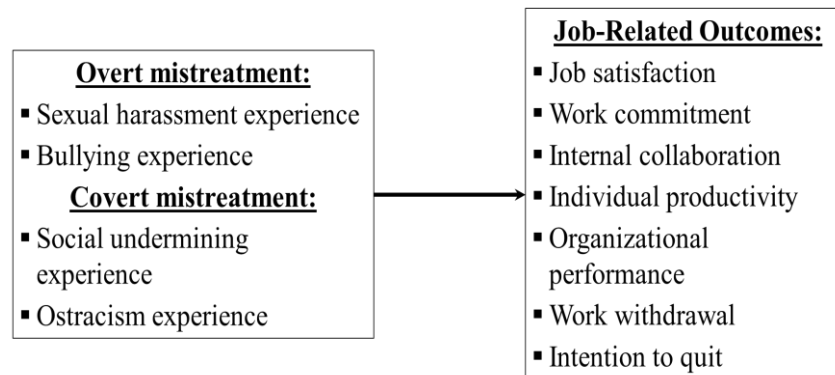 Overt mistreatment:
▪ Sexual harassment experience
▪ Bullying experience
Covert mistreatment:
▪ Social undermining
experience
▪ Ostracism experience
Job-Related Outcomes:
▪ Job satisfaction
▪ Work commitment
▪ Internal collaboration
▪ Individual productivity
▪ Organizational
performance
▪ Work withdrawal
▪ Intention to quit